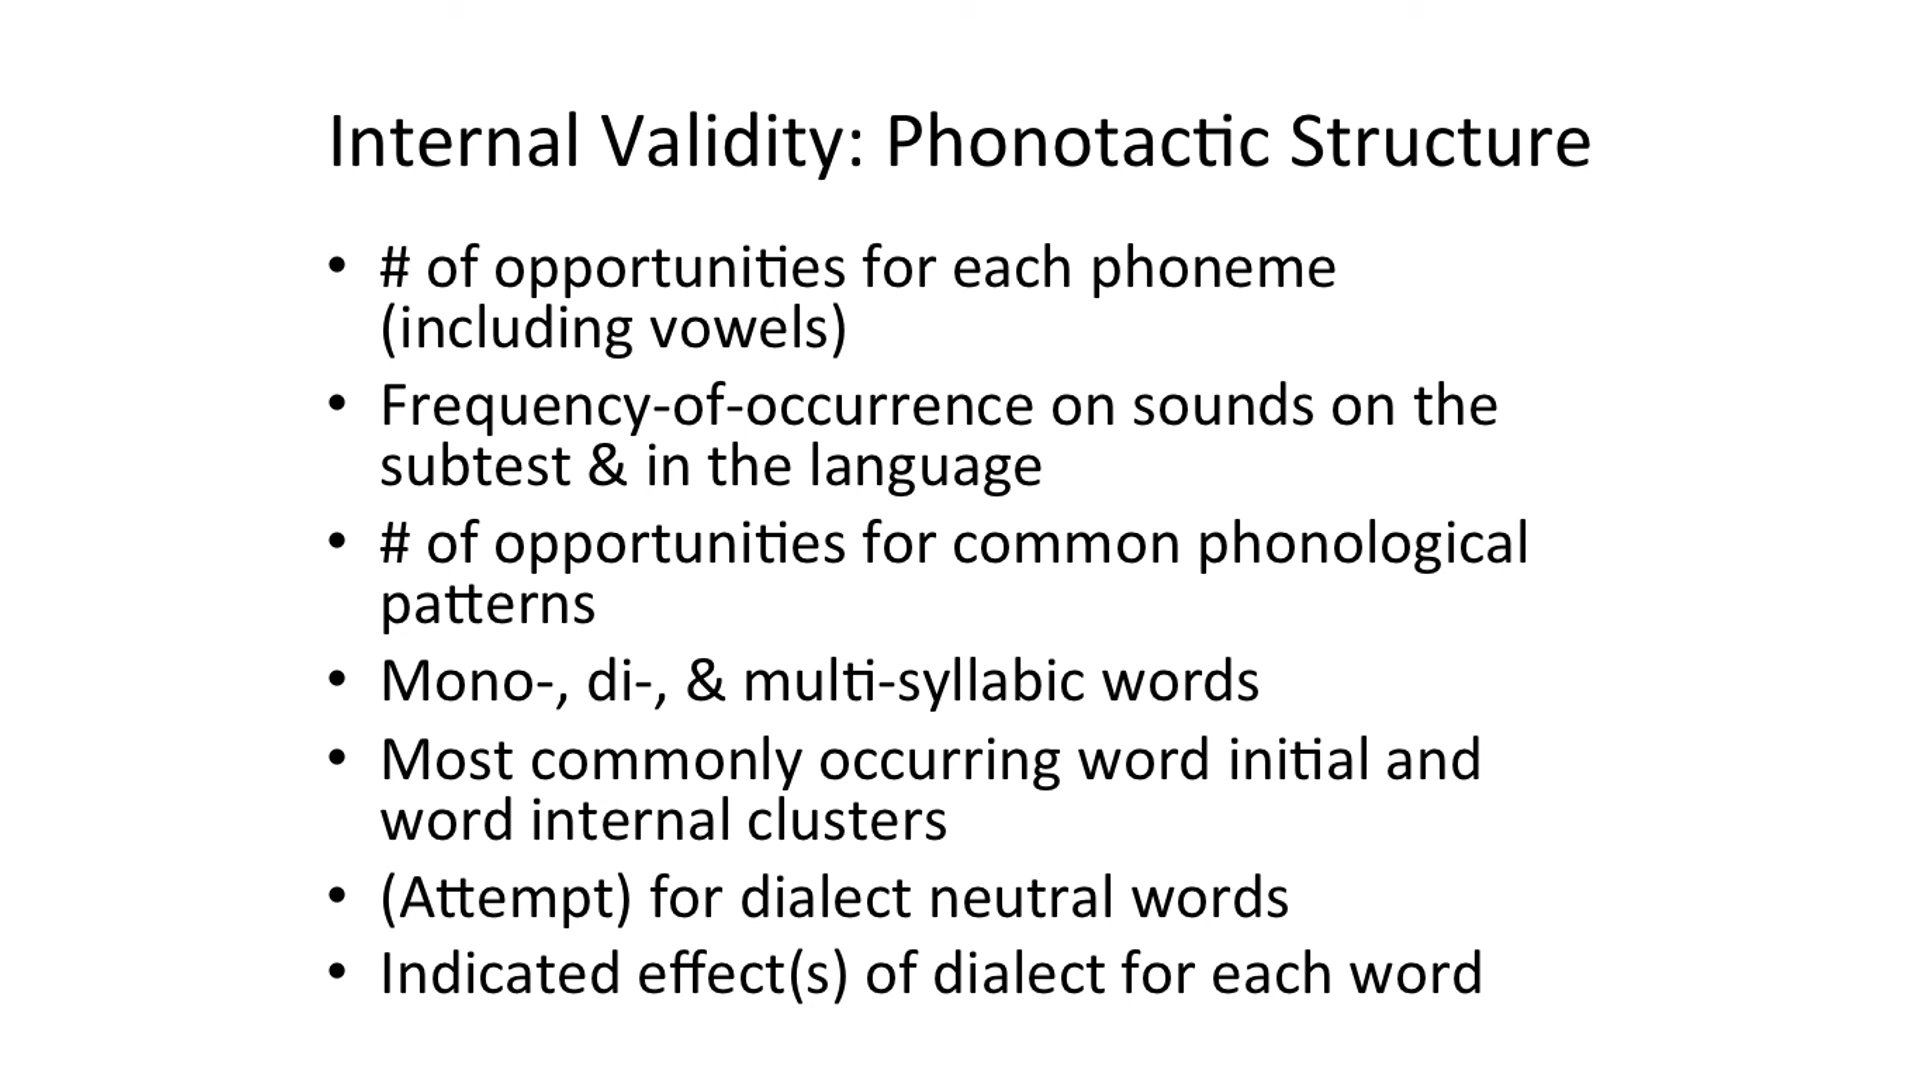 Internal Validity: Phonotactic Structure
• # of opportunities for each phoneme
(including vowels)
• Frequency-of-occurrence on sounds on the
subtest & in the language
• # of opportunities for common phonological
patterns
• Mono-, di-, & multi-syllabic words
• Most commonly occurring word initial and
word internal clusters
• (Attempt) for dialect neutral words
• Indicated effect(s) of dialect for each word